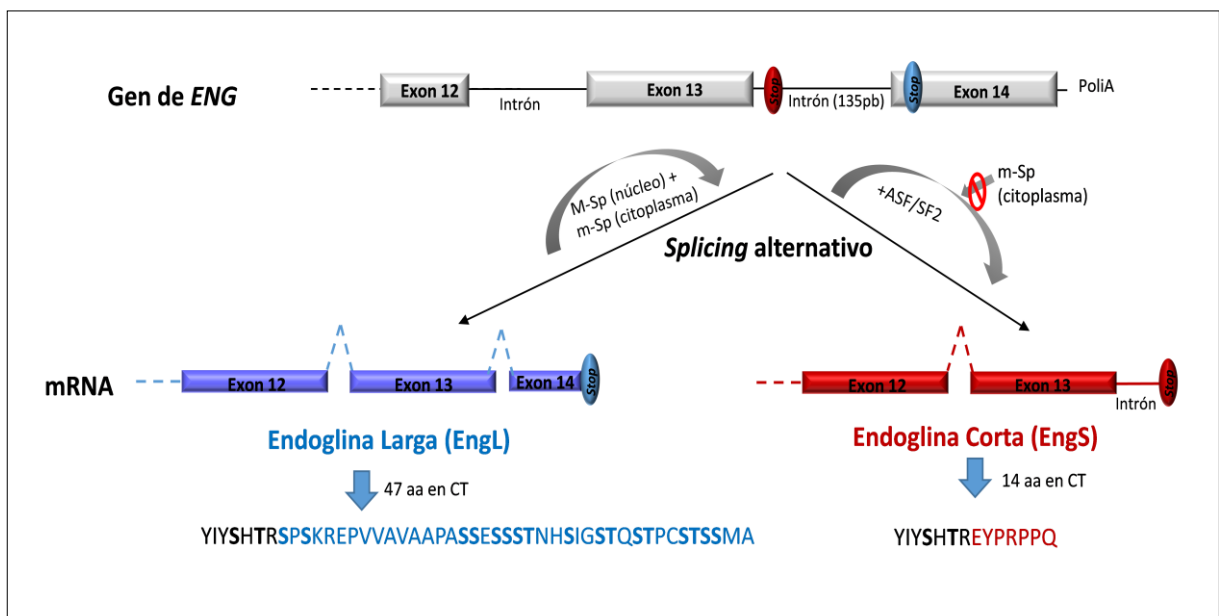 Gen de ENG
Exon 12
Intrón
Exon 13
Stop
Intrón (135pb)
Stop
Exon 14
PoliA
M-Sp (núcleo) +
m-Sp (citoplasma)
+ASF/SF2
m-Sp
(citoplasma)
Splicing alternativo
mRNA
Exon 12
Exon 13
Exon 14
Stop
Exon 12
Exon 13
Intrón
Stop
Endoglina Larga (EngL)
Endoglina Corta (EngS)
47 aa en CT
14 aa en CT
YIYSHTRSPSKREPVVAVAAPASSESSSTNHSIGSTQSTPCSTSSMA
YIYSHTREYPRPPQ